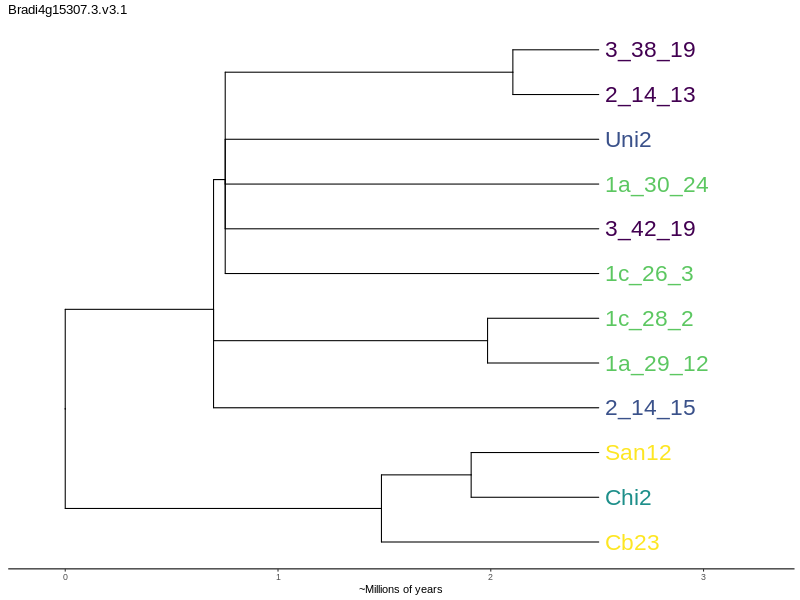 Bradi4g15307.3.v3.1
3_38_19
2_14_13
Uni2
1a_30_24
3_42_19
1c_26_3
1c_28_2
1a_29_12
2_14_15
San12
Chi2
Cb23
0 1 2 3
~Millions of years